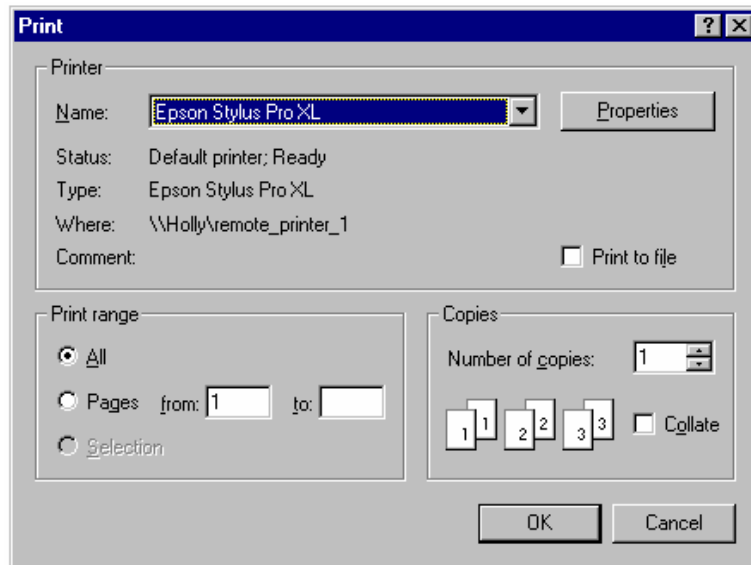 Print
Printer
Name: Epson Stylus Pro XL Properties
Status: Default printer; Ready
Type: Epson Stylus Pro XL
Where: \\Holly\remote_printer_1
Comment: Print to file
Print range
All
Pages from: 1 to:
Selection
Copies
Number of copies: 1
1 1 2 2 3 3 Collate
OK Cancel